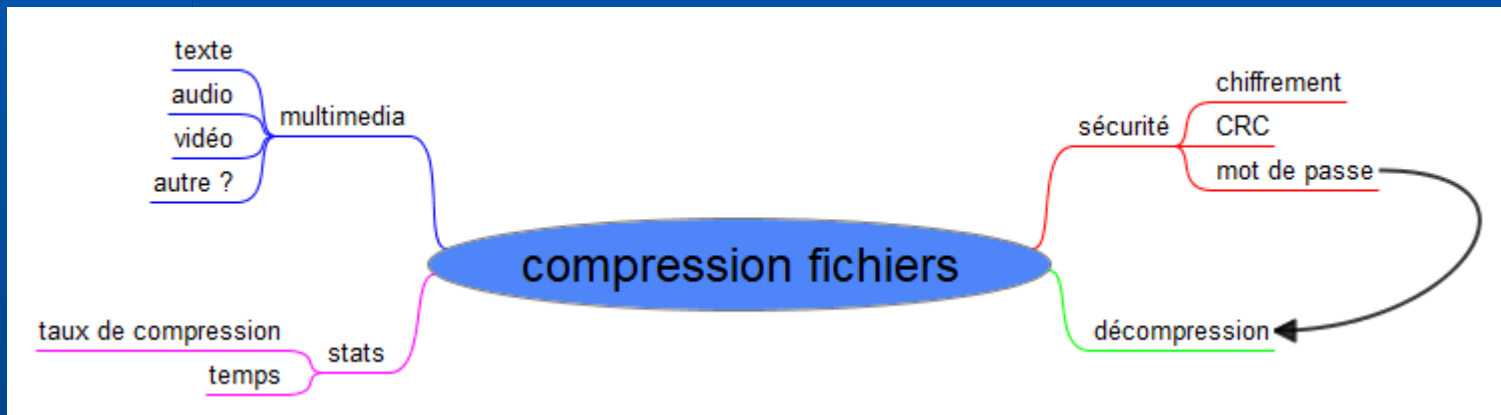 texte
audio
vidéo
autre ?
multimedia
chiffrement
CRC
mot de passe
sécurité
compression fichiers
taux de compression
temps
stats
décompression